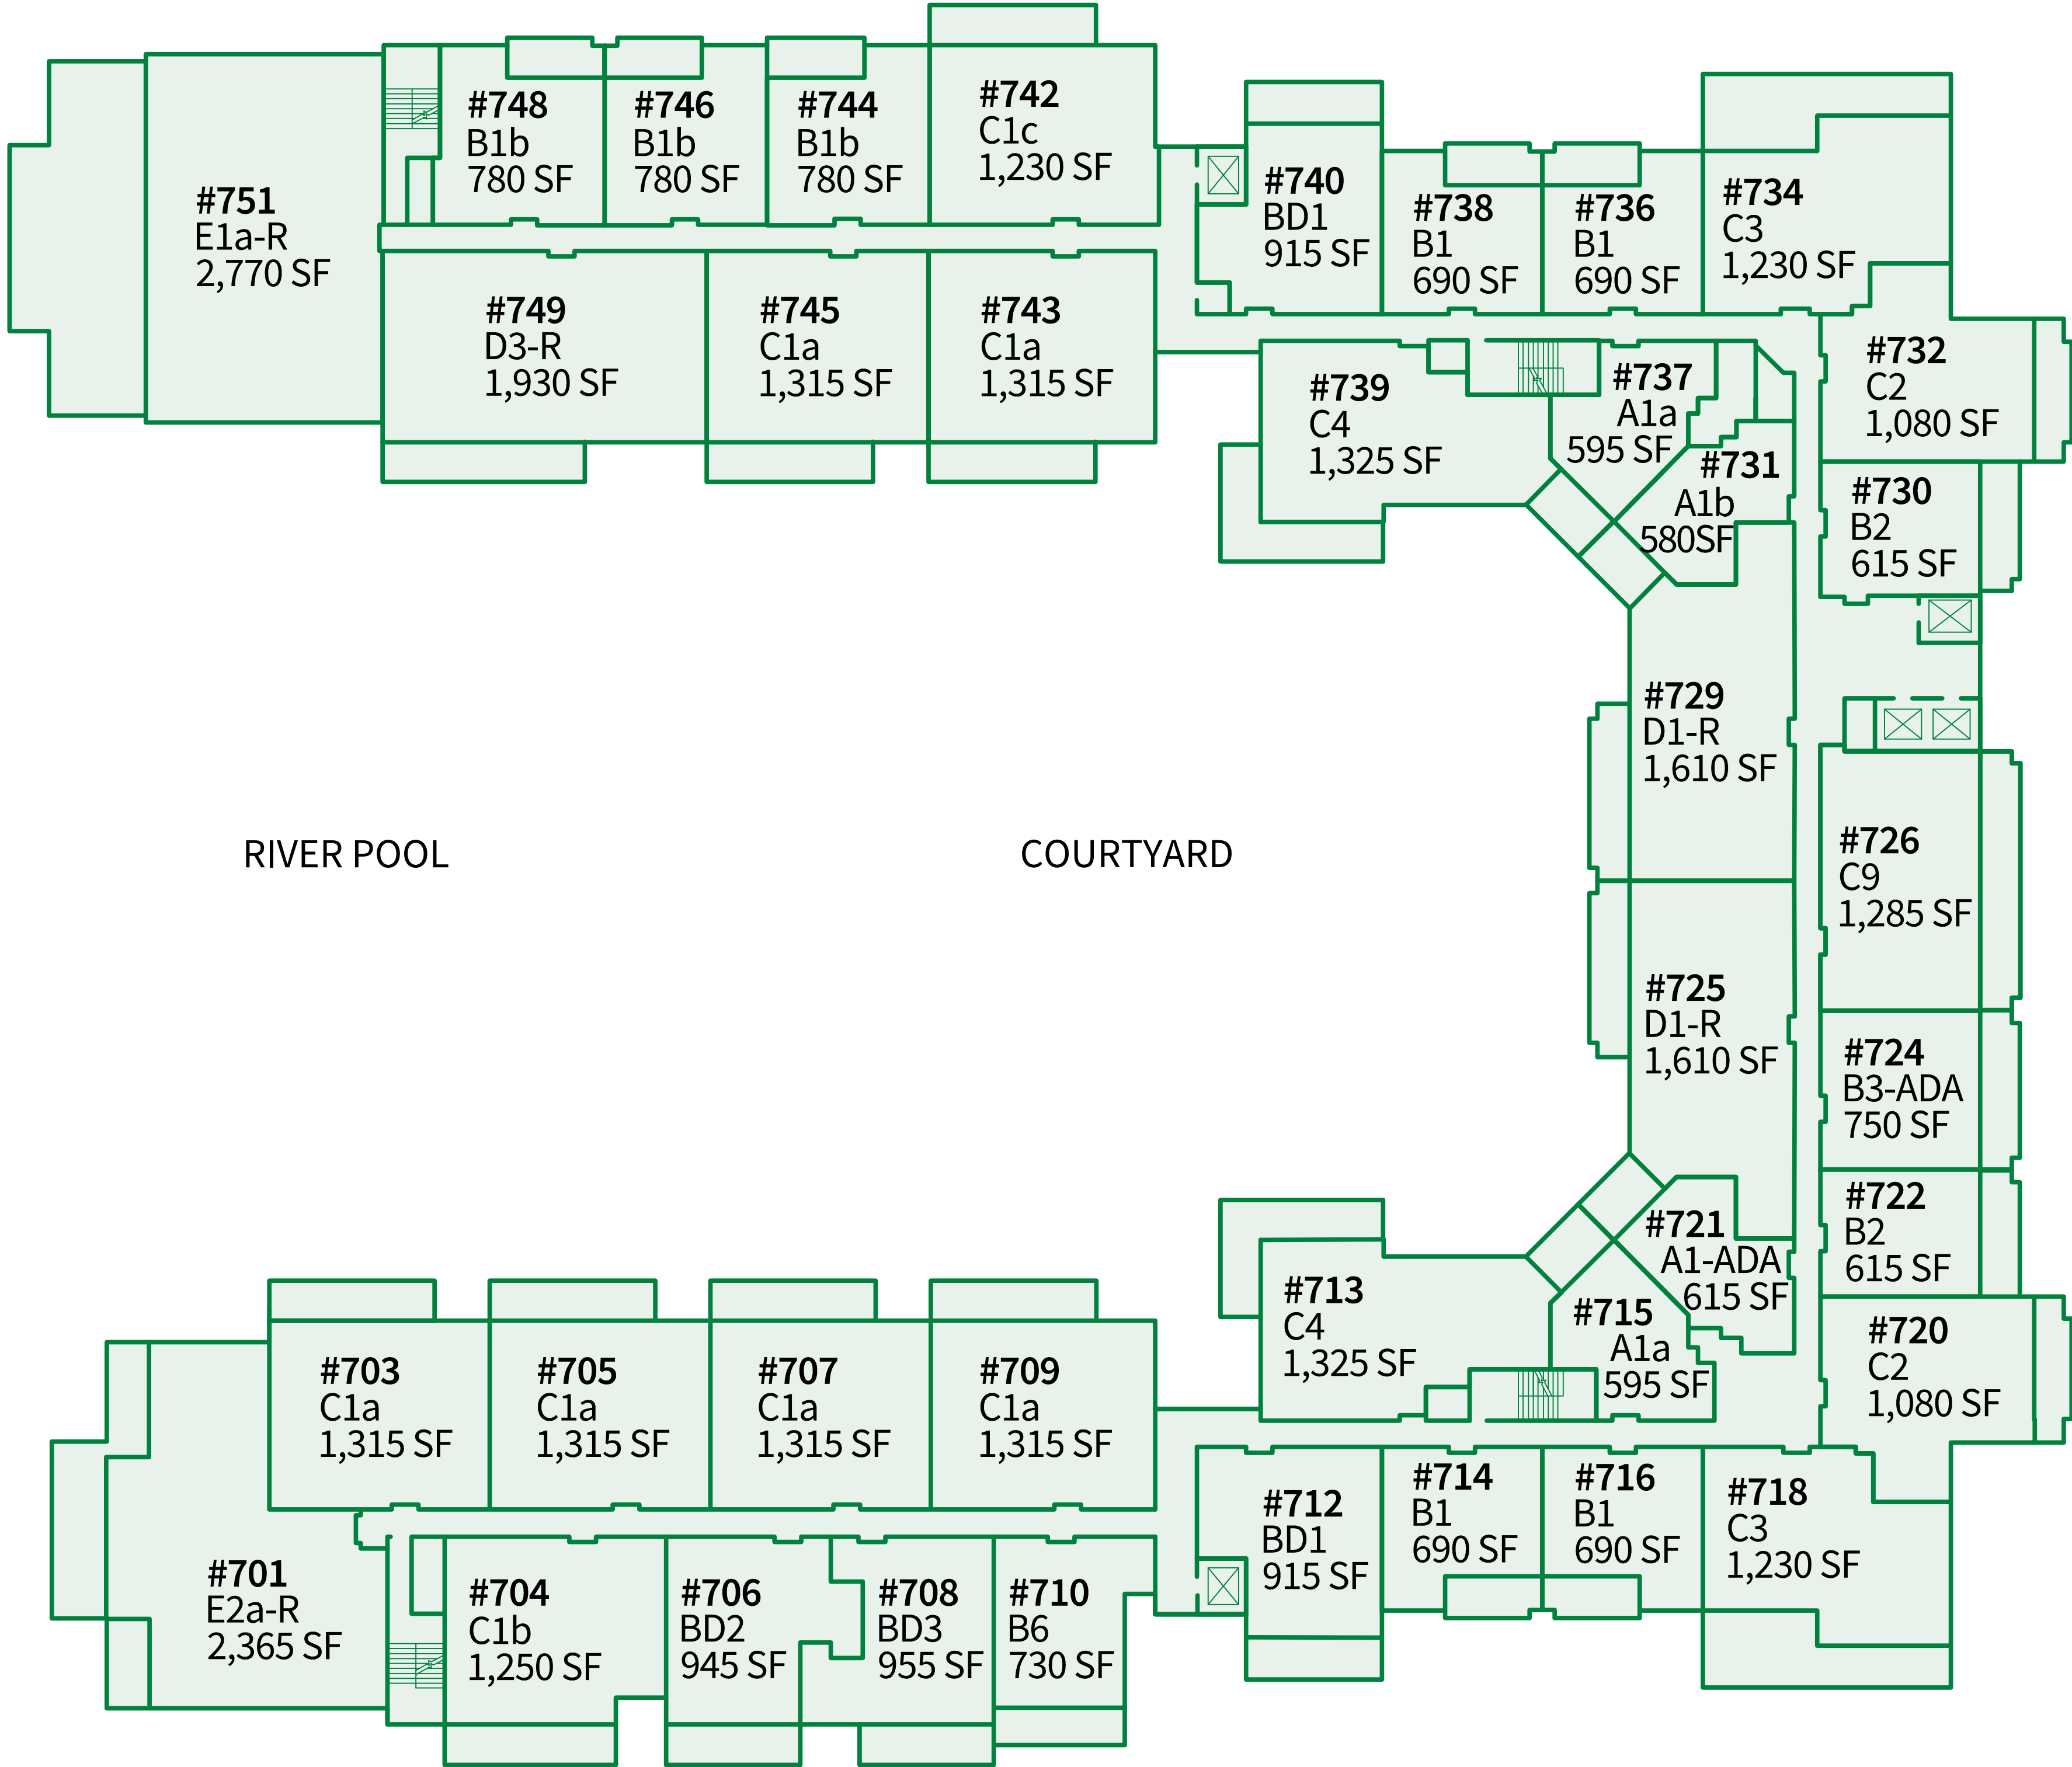 #751
E1a-R
2,770 SF
#748
B1b
780 SF
#746
B1b
780 SF
#744
B1b
780 SF
#742
C1c
1,230 SF
#749
D3-R
1,930 SF
#745
C1a
1,315 SF
#743
C1a
1,315 SF
#740
BD1
915 SF
#738
B1
690 SF
#736
B1
690 SF
#734
C3
1,230 SF
#739
C4
1,325 SF
#737
A1a
595 SF
#731
A1b
580SF
#732
C2
1,080 SF
#730
B2
615 SF
#729
D1-R
1,610 SF
RIVER POOL
COURTYARD
#726
C9
1,285 SF
#725
D1-R
1,610 SF
#724
B3-ADA
750 SF
#722
B2
615 SF
#721
A1-ADA
615 SF
#713
C4
1,325 SF
#715
A1a
595 SF
#720
C2
1,080 SF
#703
C1a
1,315 SF
#705
C1a
1,315 SF
#707
C1a
1,315 SF
#709
C1a
1,315 SF
#701
E2a-R
2,365 SF
#704
C1b
1,250 SF
#706
BD2
945 SF
#708
BD3
955 SF
#710
B6
730 SF
#712
BD1
915 SF
#714
B1
690 SF
#716
B1
690 SF
#718
C3
1,230 SF